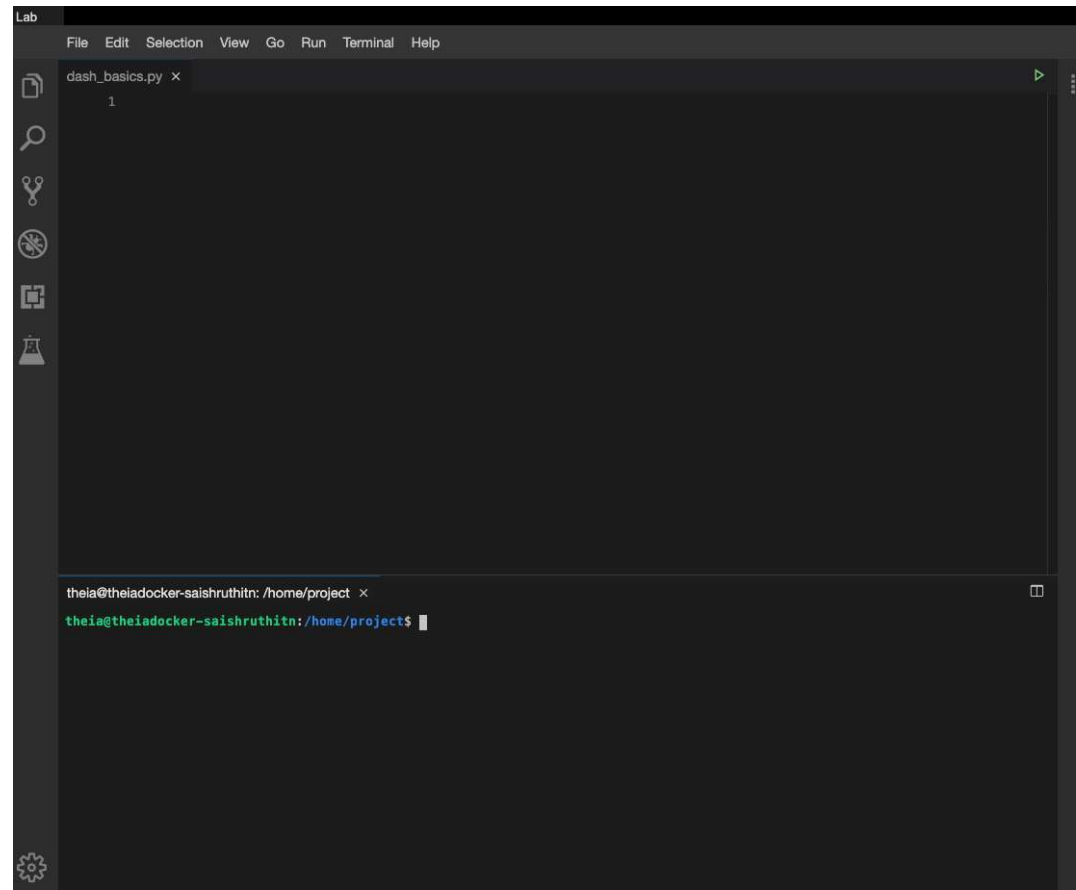 Lab
File Edit Selection View Go Run Terminal Help
dash_basics.py ×
1
theia@theiadocker-saishruthitn: /home/project ×
theia@theiadocker-saishruthitn:/home/project$